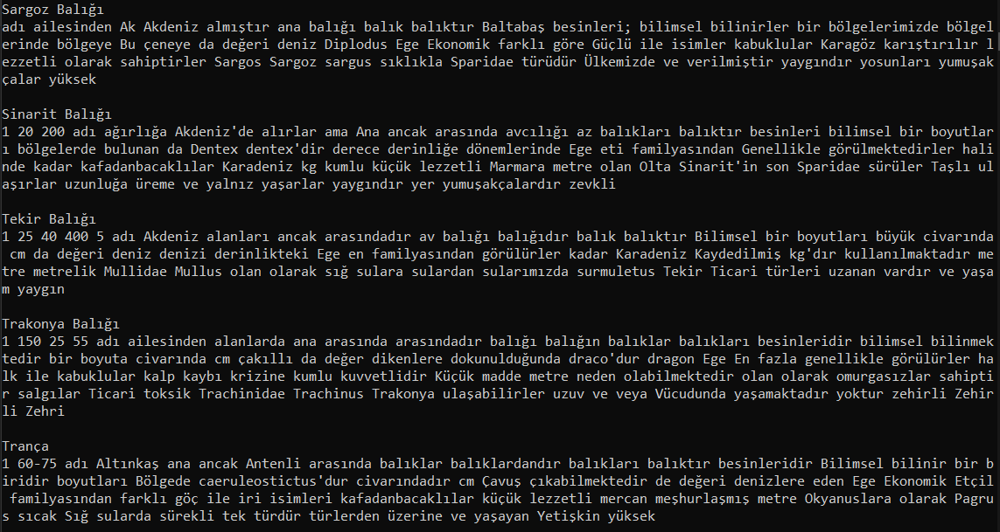 Sargoz Balığı
adı ailesinden Ak Akdeniz almıştır ana balığı balık balıktır Baltabaş besinleri; bilimsel bilinirler bir bölgelerimizde bölgel
erinde bölgeye Bu çeneye da değeri deniz Diplodus Ege Ekonomik farklı göre Güçlü ile isimler kabuklular Karagöz karıştırılır l
ezzetli olarak sahiptirler Sargos Sargoz sargus sıklıkla Sparidae türüdür Ülkemizde ve verilmiştir yaygındır yosunları yumuşak
çalar yüksek

Sinarit Balığı
1 20 200 adı ağırlığa Akdeniz'de alırlar ama Ana ancak arasında avcılığı az balıkları balıktır besinleri bilimsel bir boyutlar
ı bölgelerde bulunan da Dentex dentex'dir derece derinliğe dönemlerinde Ege eti familyasından Genellikle görülmektedirler hali
nde kadar kafadanbacaklılar Karadeniz kg kumlu küçük lezzetli Marmara metre olan Olta Sinarit'in son Sparidae sürüler Taşlı ul
aşırlar uzunluğa üreme ve yalnız yaşarlar yaygındır yer yumuşakçalardır zevkli

Tekir Balığı
1 25 40 400 5 adı Akdeniz alanları ancak arasındadır av balığı balığıdır balık balıktır Bilimsel bir boyutları büyük civarında
 cm da değeri deniz denizi derinlikteki Ege en familyasından görülürler kadar Karadeniz Kaydedilmiş kg'dır kullanılmaktadır me
tre metrelik Mullidae Mullus olan olarak sığ sulara sulardan sularımızda surmuletus Tekir Ticari türleri uzanan vardır ve yaşa
m yaygın

Trakonya Balığı
1 150 25 55 adı ailesinden alanlarda ana arasında arasındadır balığı balığın balıklar balıkları besinleridir bilimsel bilinmek
tedir bir boyuta civarında cm çakıllı da değer dikenlere dokunulduğunda draco'dur dragon Ege En fazla genellikle görülürler ha
lk ile kabuklular kalp kaybı krizine kumlu kuvvetlidir Küçük madde metre neden olabilmektedir olan olarak omurgasızlar sahipti
r salgılar Ticari toksik Trachinidae Trachinus Trakonya ulaşabilirler uzuv ve veya Vücudunda yaşamaktadır yoktur zehirli Zehir
li Zehri

Trança
1 60-75 adı Altınkaş ana ancak Antenli arasında balıklar balıklardandır balıkları balıktır besinleridir Bilimsel bilinir bir b
iridir boyutları Bölgede caeruleostictus'dur civarındadır cm Çavuş çıkabilmektedir de değeri denizlere eden Ege Ekonomik Etçil
 familyasından farklı göç ile iri isimleri kafadanbacaklılar küçük lezzetli mercan meşhurlaşmış metre Okyanuslara olarak Pagru
s sıcak Sığ sularda sürekli tek türdür türlerden üzerine ve yaşayan Yetişkin yüksek